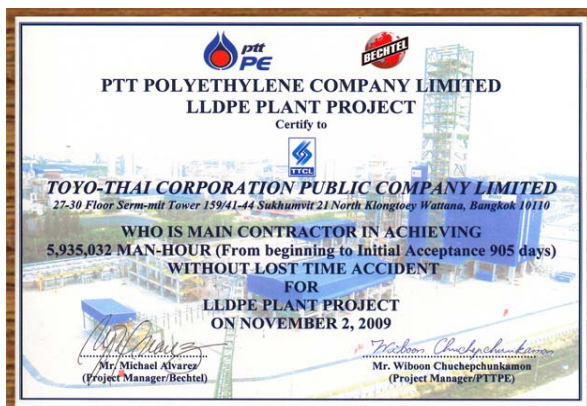 ptt
PE
BECHTEL
PTT POLYETHYLENE COMPANY LIMITED
LLDPE PLANT PROJECT
Certify to
TTCL
TOYO-THAI CORPORATION PUBLIC COMPANY LIMITED
27-30 Floor Serm-mit Tower 159/41-44 Sukhumvit 21 North Klongtoey Wattana, Bangkok 10110
WHO IS MAIN CONTRACTOR IN ACHIEVING
5,935,032 MAN-HOUR (From beginning to Initial Acceptance 905 days)
WITHOUT LOST TIME ACCIDENT
FOR
LLDPE PLANT PROJECT
ON NOVEMBER 2, 2009
Wiboon Chuchepchunkamon
Mr. Michael Alvarez
(Project Manager/Bechtel)
Mr. Wiboon Chuchepchunkamon
(Project Manager/PTTPE)